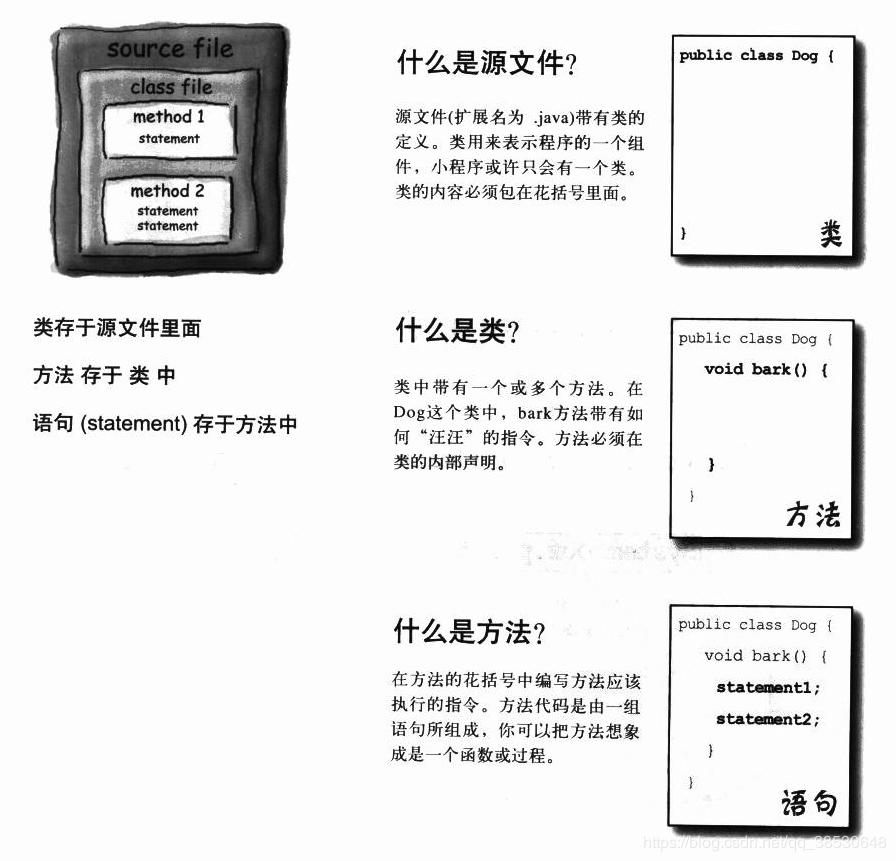 source file
class file
method 1
statement
method 2
statement
statement
类存于源文件里面
方法 存于 类 中
语句 (statement) 存于方法中
什么是源文件?
源文件(扩展名为 .java)带有类的
定义。类用来表示程序的一个组
件，小程序或许只会有一个类。
类的内容必须包在花括号里面。
public class Dog {
}
类
什么是类?
类中带有一个或多个方法。在
Dog这个类中，bark方法带有如
何“汪汪”的指令。方法必须在
类的内部声明。
public class Dog {
void bark() {
}
}
方法
什么是方法?
在方法的花括号中编写方法应该
执行的指令。方法代码是由一组
语句所组成，你可以把方法想象
成是一个函数或过程。
public class Dog {
void bark() {
statement1;
statement2;
}
}
语句
https://blog.csdn.net/qq_38530648